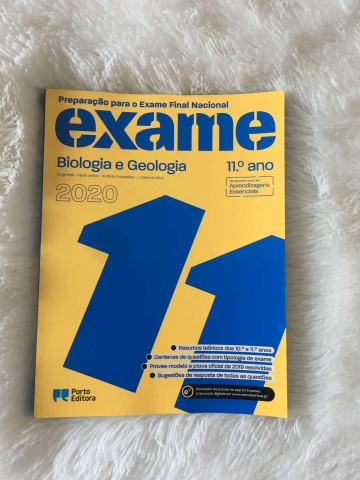 Preparação para o Exame Final Nacional
exame
Biologia e Geologia 11.º ano
2020
De acordo com as
Aprendizagens
Essenciais
11
Resumos teóricos dos 10.º e 11.º anos
Centenas de questões com tipologia de exame
Provas-modelo e prova oficial de 2019 resolvidas
Sugestões de resposta de todas as questões
Porto
Editora